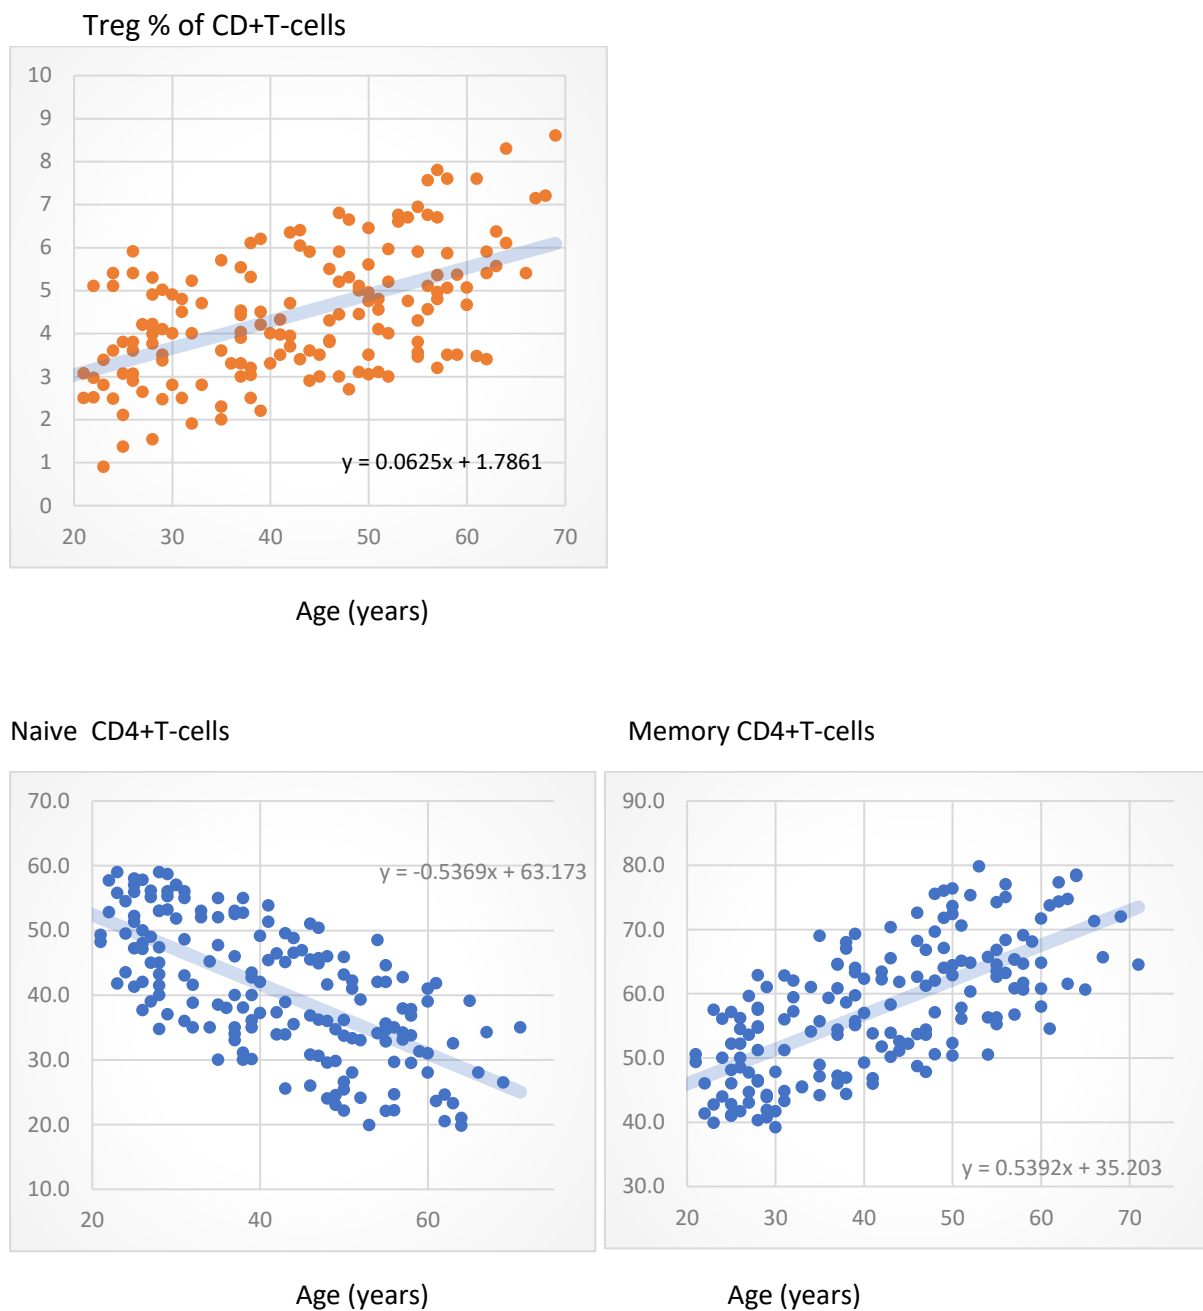 Treg % of CD+T-cells
10
9
8
7
6
5
4
3
2
1
0
y = 0.0625x + 1.7861
20 30 40 50 60 70
Age (years)
Naive CD4+T-cells
70.0
60.0
50.0
40.0
30.0
20.0
10.0
y = -0.5369x + 63.173
20 40 60
Age (years)
Memory CD4+T-cells
90.0
80.0
70.0
60.0
50.0
40.0
30.0
y = 0.5392x + 35.203
20 30 40 50 60 70
Age (years)